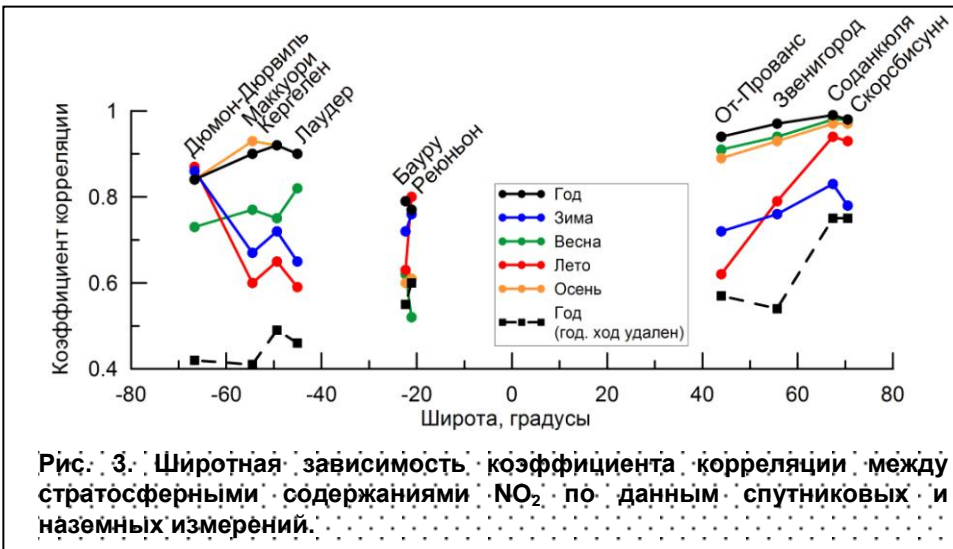 Дюмон-Дюрвиль
Маккуори
Кергелен
Лаудер
Бауру
Реюньон
От-Прованс
Звенигород
Соданкюля
Скорсбисунн
Коэффициент корреляции
1
0.8
0.6
0.4
Год
Зима
Весна
Лето
Осень
Год
(год. ход удален)
-80 -60 -40 -20 0 20 40 60 80
Широта, градусы
Рис. 3. Широтная зависимость коэффициента корреляции между
стратосферными содержаниями NO₂ по данным спутниковых и
наземных измерений.